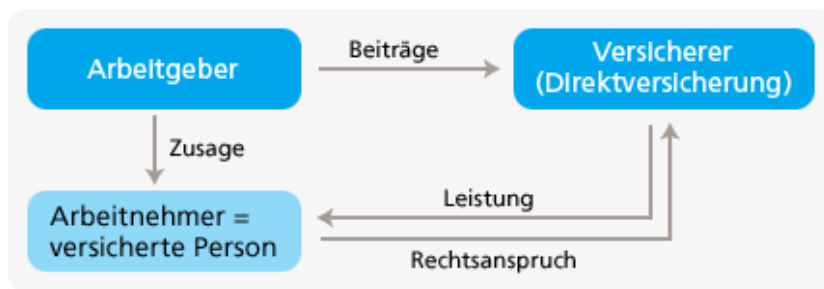 Arbeitgeber
Beiträge
Versicherer
(Direktversicherung)
Zusage
Arbeitnehmer =
versicherte Person
Leistung
Rechtsanspruch